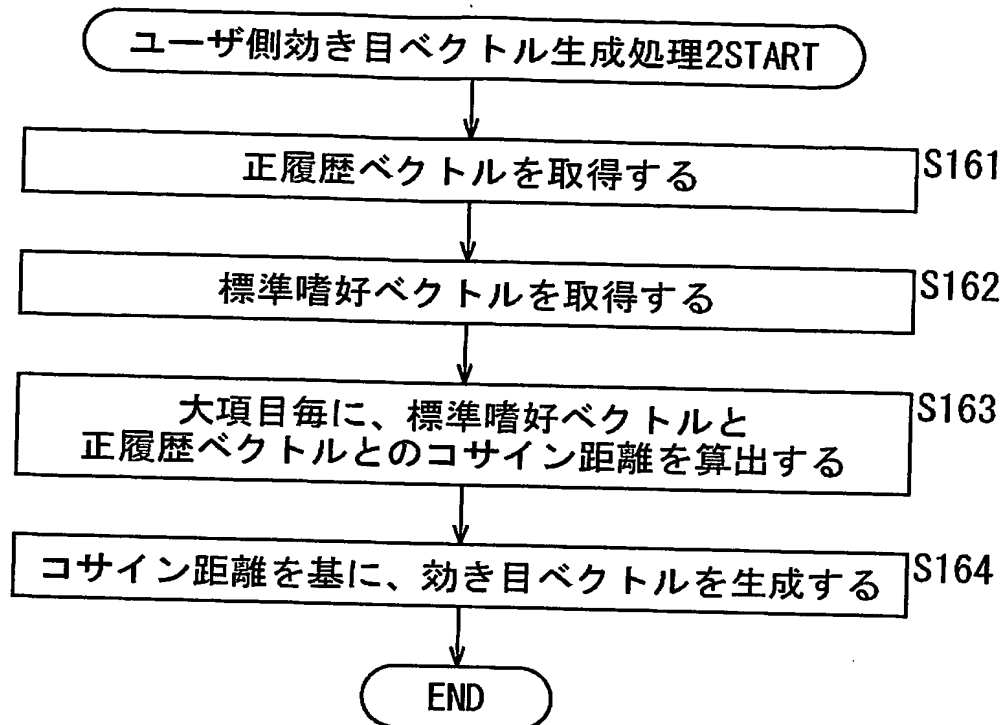 ユーザ側効き目ベクトル生成処理2START
正履歴ベクトルを取得する
S161
標準嗜好ベクトルを取得する
S162
大項目毎に、標準嗜好ベクトルと
正履歴ベクトルとのコサイン距離を算出する
S163
コサイン距離を基に、効き目ベクトルを生成する
S164
END